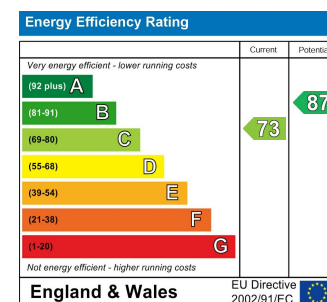 Energy Efficiency Rating
Current Potentia
Very energy efficient - lower running costs
(92 plus) A
(81-91) B
(69-80) C
(55-68) D
(39-54) E
(21-38) F
(1-20) G
73
87
Not energy efficient - higher running costs
England & Wales
EU Directive
2002/91/EC